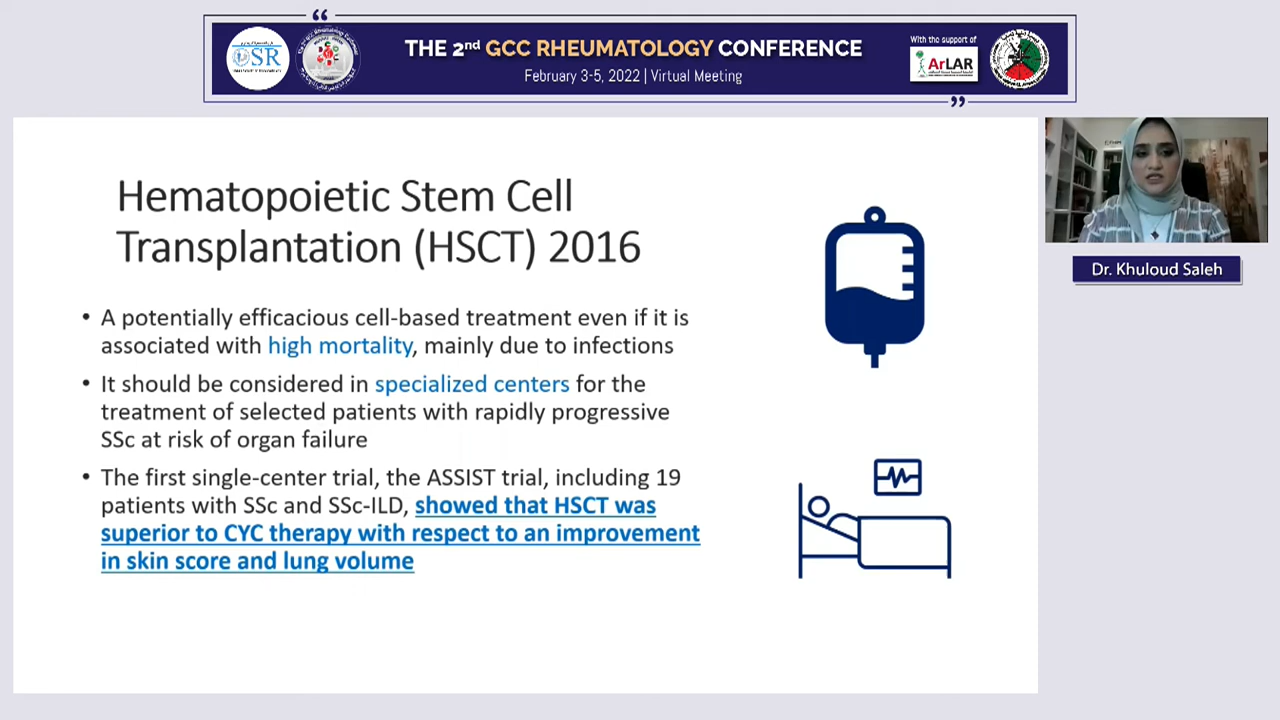 “
THE 2nd GCC RHEUMATOLOGY CONFERENCE
February 3-5, 2022 | Virtual Meeting
With the support of
OSR
ArLAR
”
Hematopoietic Stem Cell
Transplantation (HSCT) 2016
• A potentially efficacious cell-based treatment even if it is
associated with high mortality, mainly due to infections
• It should be considered in specialized centers for the
treatment of selected patients with rapidly progressive
SSc at risk of organ failure
• The first single-center trial, the ASSIST trial, including 19
patients with SSc and SSc-ILD, showed that HSCT was
superior to CYC therapy with respect to an improvement
in skin score and lung volume
Dr. Khuloud Saleh